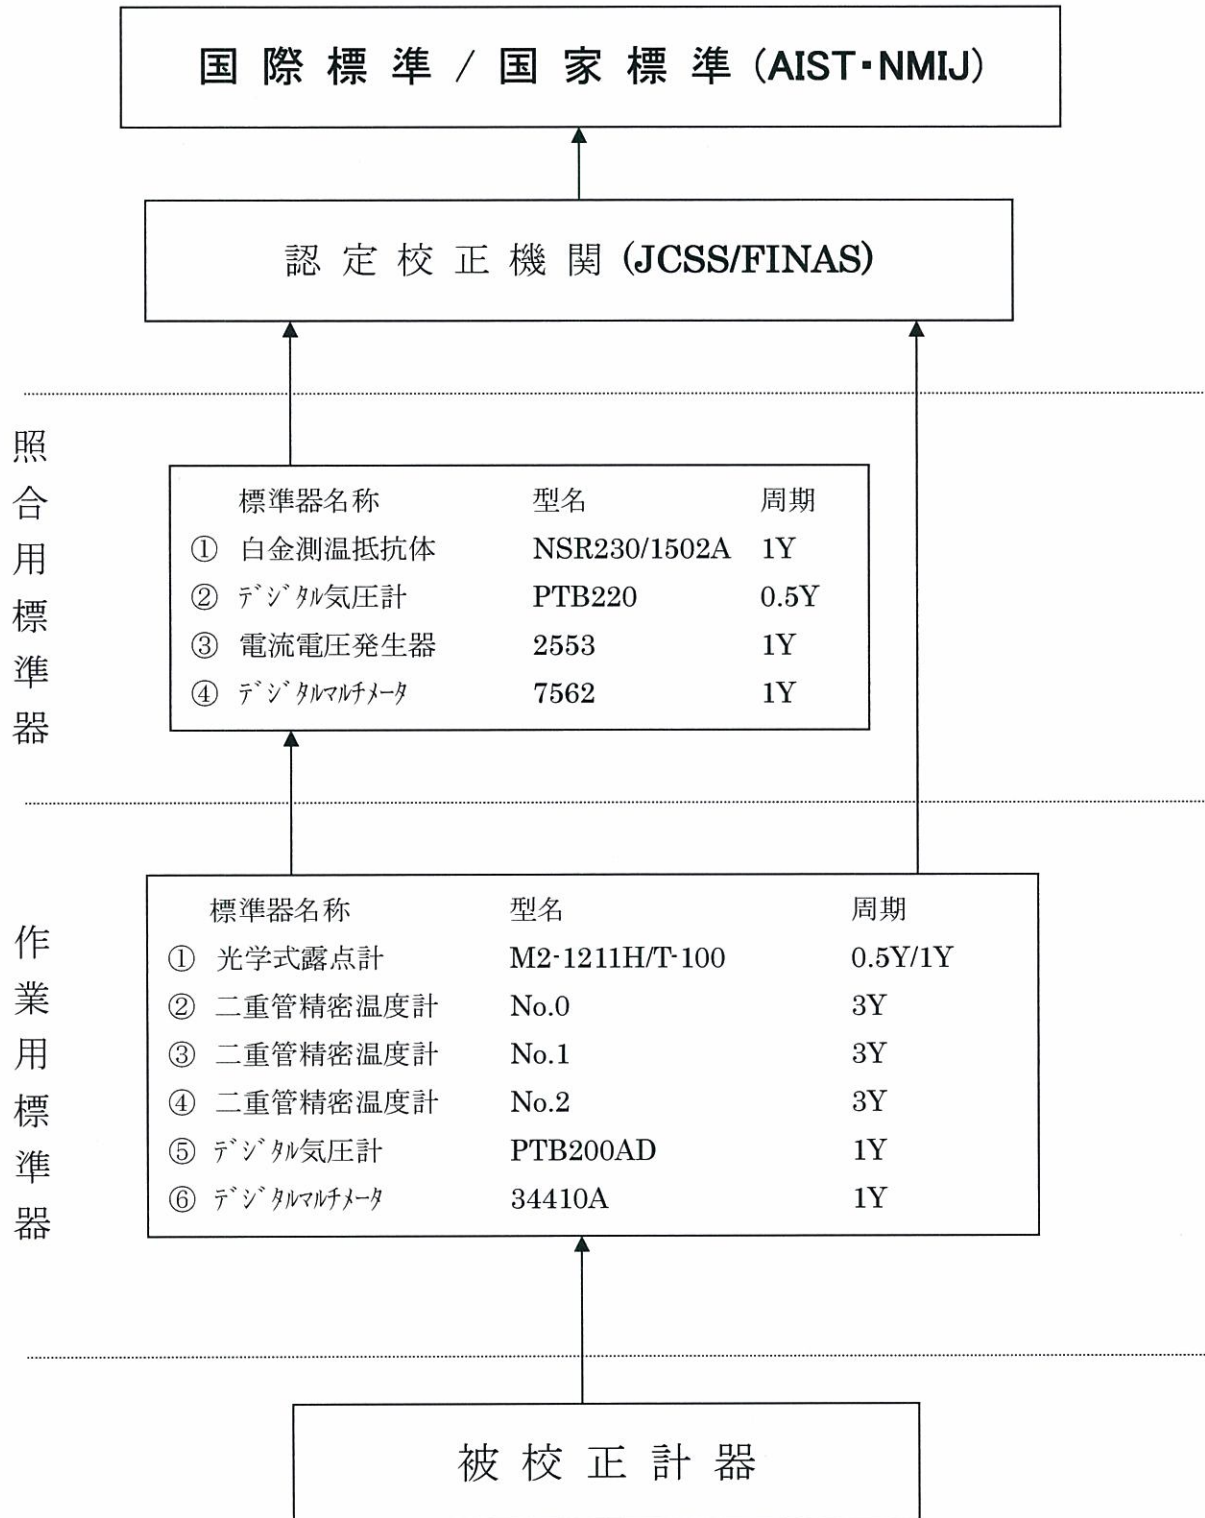 国際標準/国家標準(AIST・NMIJ)
認定校正機関(JCSS/FINAS)
照合用標準器
標準器名称 型名 周期
① 白金測温抵抗体 NSR230/1502A 1Y
② ﾃﾞｼﾞﾀﾙ気圧計 PTB220 0.5Y
③ 電流電圧発生器 2553 1Y
④ ﾃﾞｼﾞﾀﾙﾏﾙﾁﾒｰﾀ 7562 1Y
作業用標準器
標準器名称 型名 周期
① 光学式露点計 M2-1211H/T-100 0.5Y/1Y
② 二重管精密温度計 No.0 3Y
③ 二重管精密温度計 No.1 3Y
④ 二重管精密温度計 No.2 3Y
⑤ ﾃﾞｼﾞﾀﾙ気圧計 PTB200AD 1Y
⑥ ﾃﾞｼﾞﾀﾙﾏﾙﾁﾒｰﾀ 34410A 1Y
被校正計器